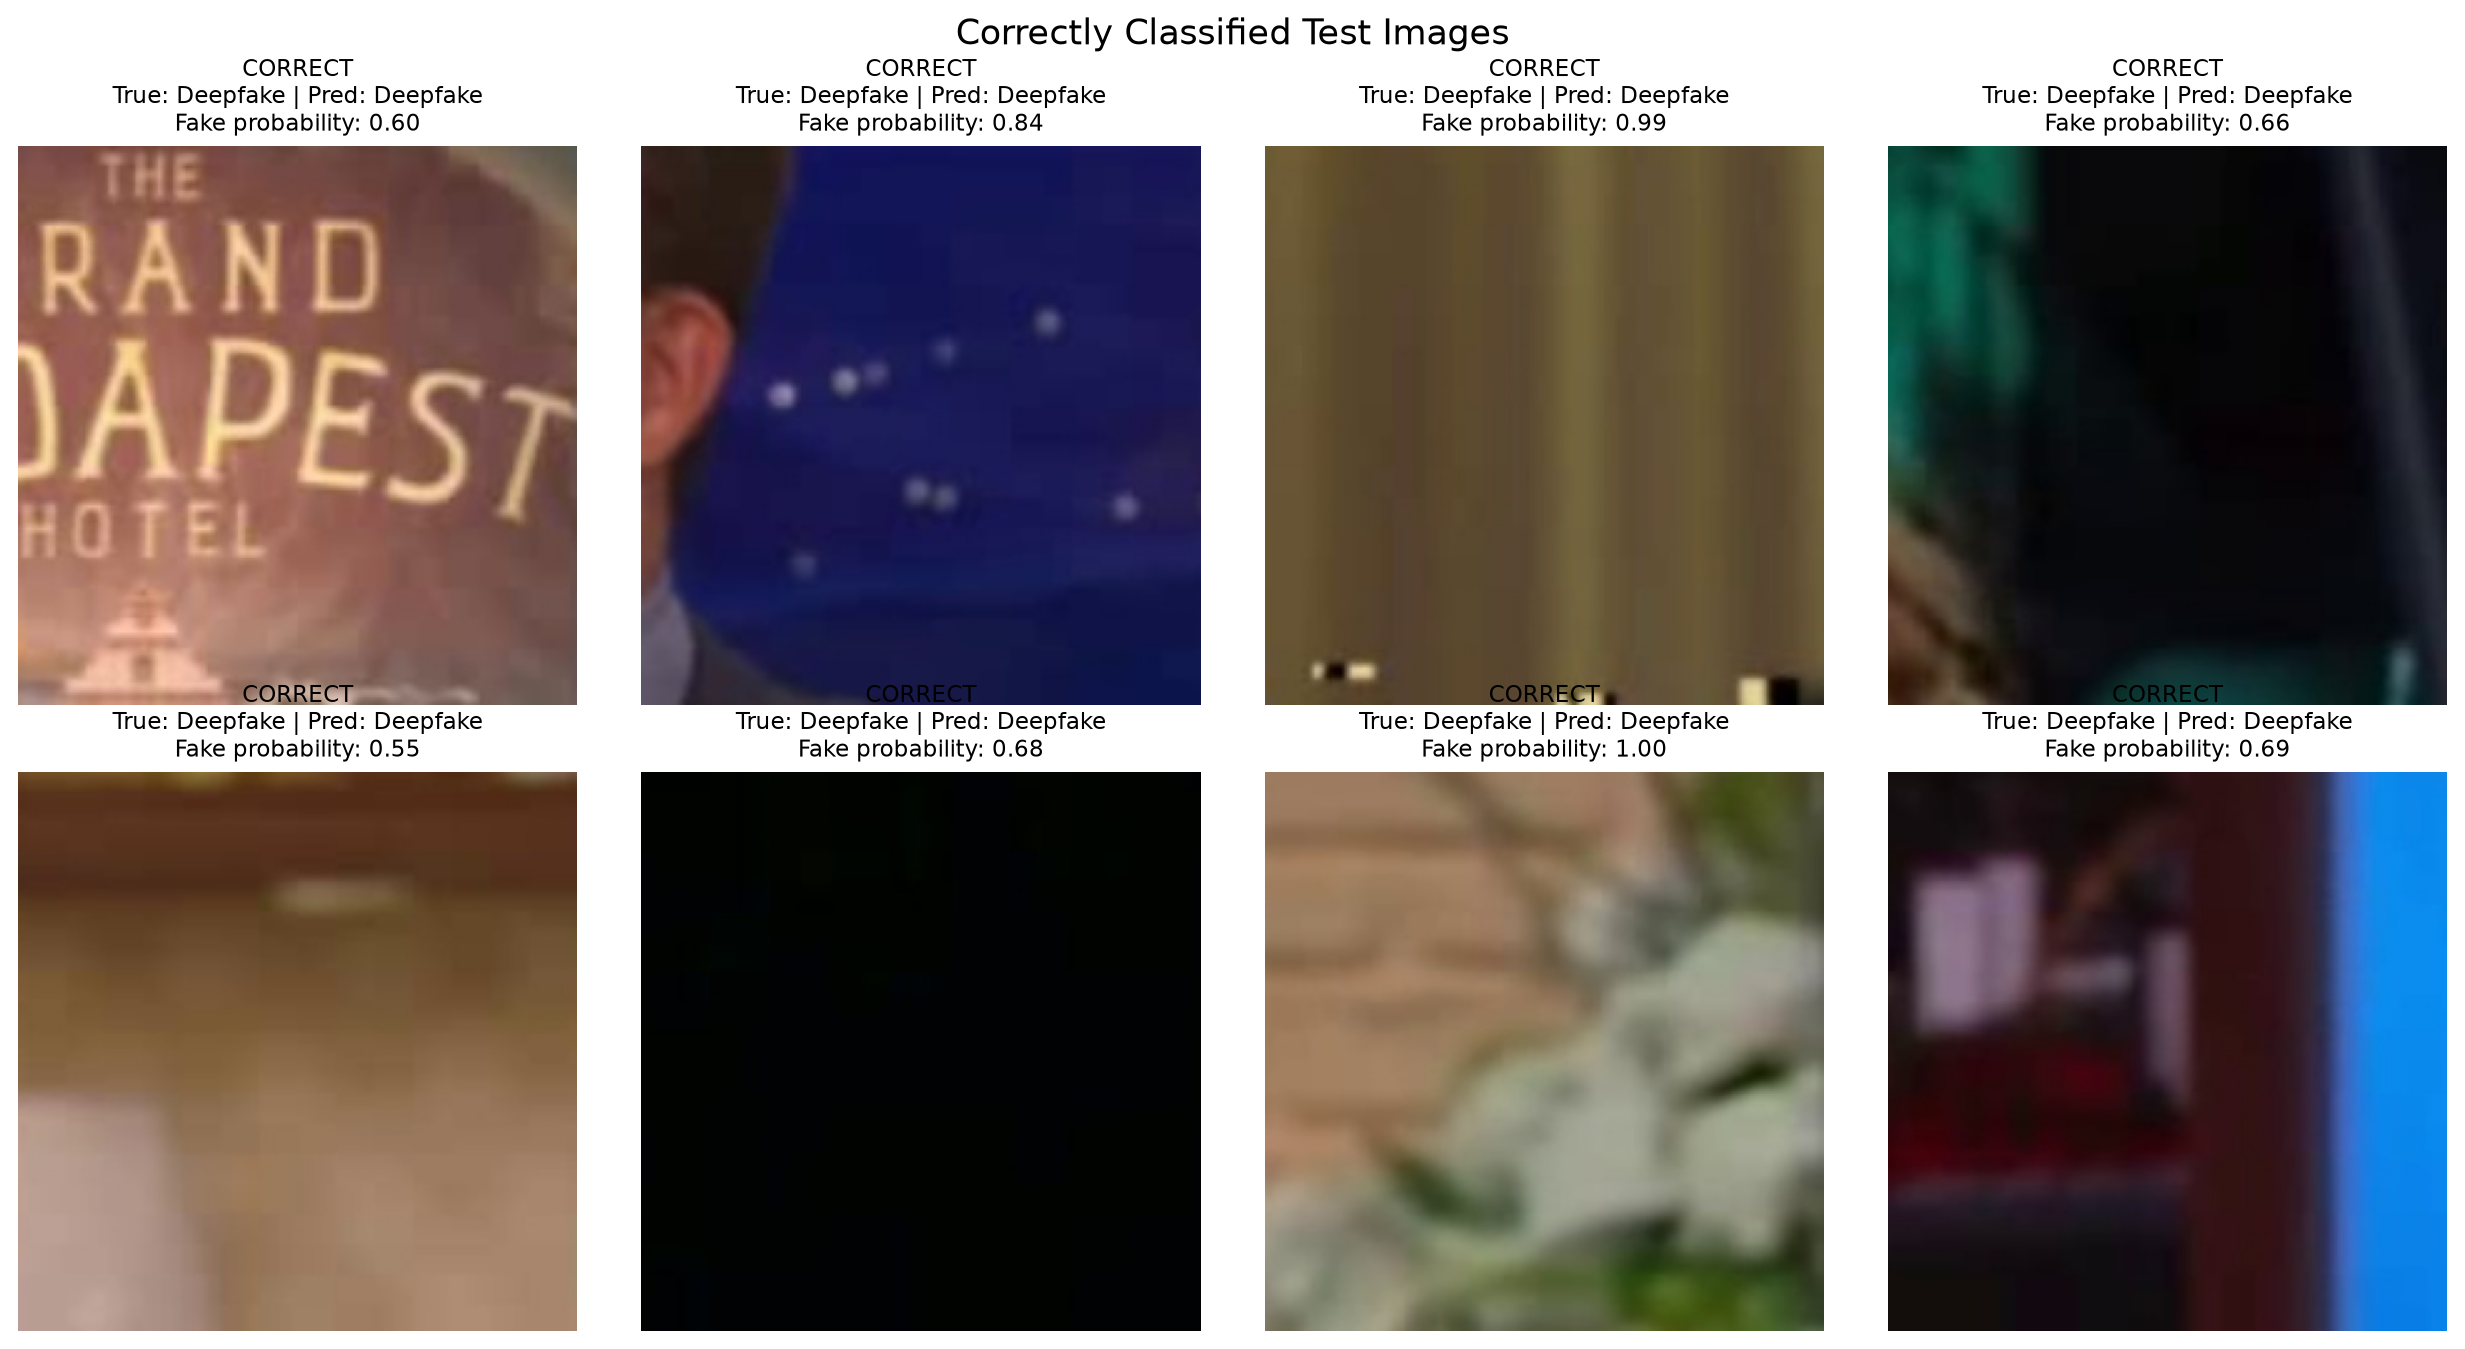 Correctly Classified Test Images
CORRECT
True: Deepfake | Pred: Deepfake
Fake probability: 0.60
CORRECT
True: Deepfake | Pred: Deepfake
Fake probability: 0.84
CORRECT
True: Deepfake | Pred: Deepfake
Fake probability: 0.99
CORRECT
True: Deepfake | Pred: Deepfake
Fake probability: 0.66
THE
RAND
DAPEST
HOTEL
CORRECT
True: Deepfake | Pred: Deepfake
Fake probability: 0.55
CORRECT
True: Deepfake | Pred: Deepfake
Fake probability: 0.68
CORRECT
True: Deepfake | Pred: Deepfake
Fake probability: 1.00
CORRECT
True: Deepfake | Pred: Deepfake
Fake probability: 0.69